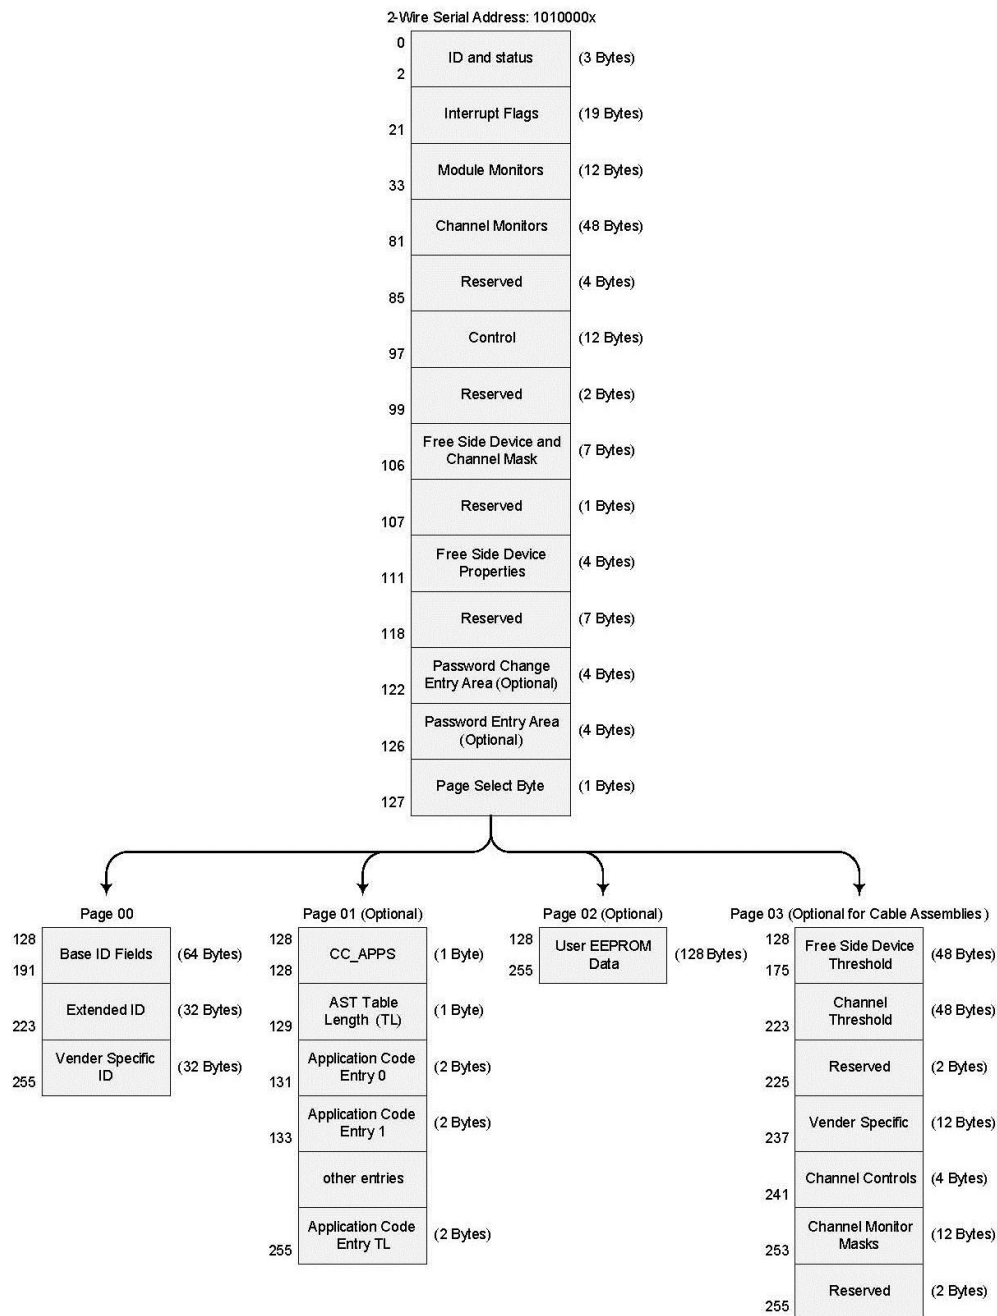 2-Wire Serial Address: 1010000x
0
ID and status (3 Bytes)
2
Interrupt Flags (19 Bytes)
21
Module Monitors (12 Bytes)
33
Channel Monitors (48 Bytes)
81
Reserved (4 Bytes)
85
Control (12 Bytes)
97
Reserved (2 Bytes)
99
Free Side Device and
Channel Mask (7 Bytes)
106
Reserved (1 Bytes)
107
Free Side Device
Properties (4 Bytes)
111
Reserved (7 Bytes)
118
Password Change
Entry Area (Optional) (4 Bytes)
122
Password Entry Area
(Optional) (4 Bytes)
126
Page Select Byte (1 Bytes)
127
Page 00
128
Base ID Fields (64 Bytes)
191
Extended ID (32 Bytes)
223
Vender Specific
ID (32 Bytes)
255
Page 01 (Optional)
128
CC_APPS (1 Byte)
128
AST Table
Length (TL) (1 Byte)
129
Application Code
Entry 0 (2 Bytes)
131
Application Code
Entry 1 (2 Bytes)
133
other entries
Application Code
Entry TL (2 Bytes)
255
Page 02 (Optional)
128
User EEPROM
Data (128 Bytes)
255
Page 03 (Optional for Cable Assemblies )
128
Free Side Device
Threshold (48 Bytes)
175
Channel
Threshold (48 Bytes)
223
Reserved (2 Bytes)
225
Vender Specific (12 Bytes)
237
Channel Controls (4 Bytes)
241
Channel Monitor
Masks (12 Bytes)
253
Reserved (2 Bytes)
255